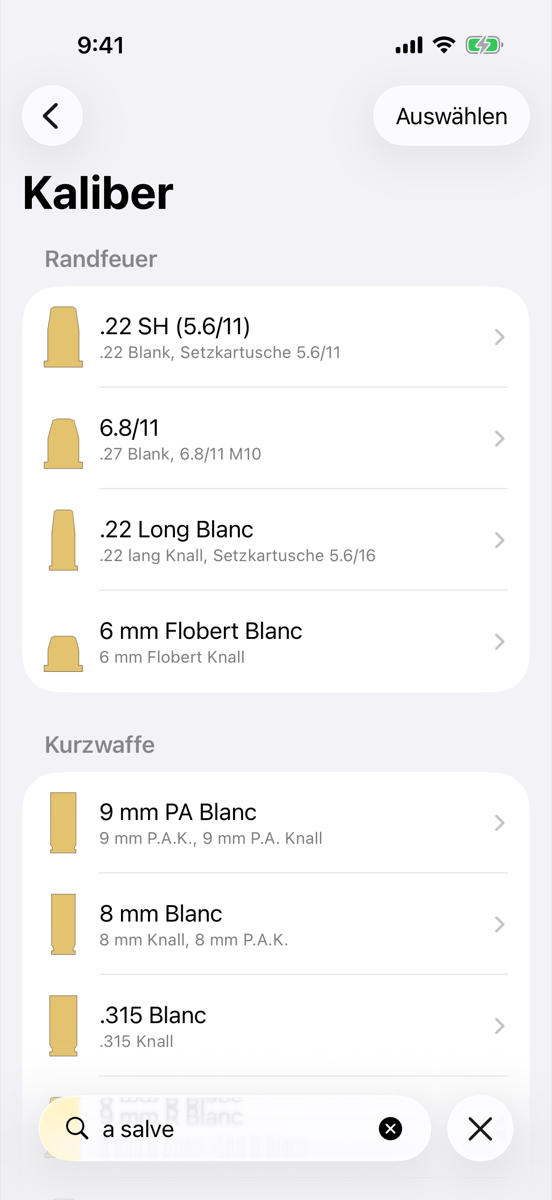 9:41
Auswählen
Kaliber
Randfeuer
.22 SH (5.6/11)
.22 Blank, Setzkartusche 5.6/11
6.8/11
.27 Blank, 6.8/11 M10
.22 Long Blanc
.22 lang Knall, Setzkartusche 5.6/16
6 mm Flobert Blanc
6 mm Flobert Knall
Kurzwaffe
9 mm PA Blanc
9 mm P.A.K., 9 mm P.A. Knall
8 mm Blanc
8 mm Knall, 8 mm P.A.K.
.315 Blanc
.315 Knall
a salve